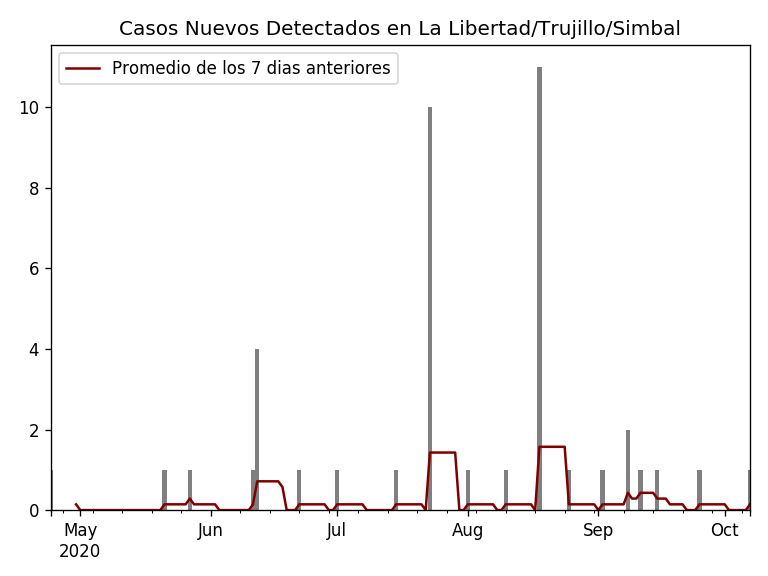 Casos Nuevos Detectados en La Libertad/Trujillo/Simbal
Promedio de los 7 dias anteriores
10
8
6
4
2
0
May Jun Jul Aug Sep Oct
2020